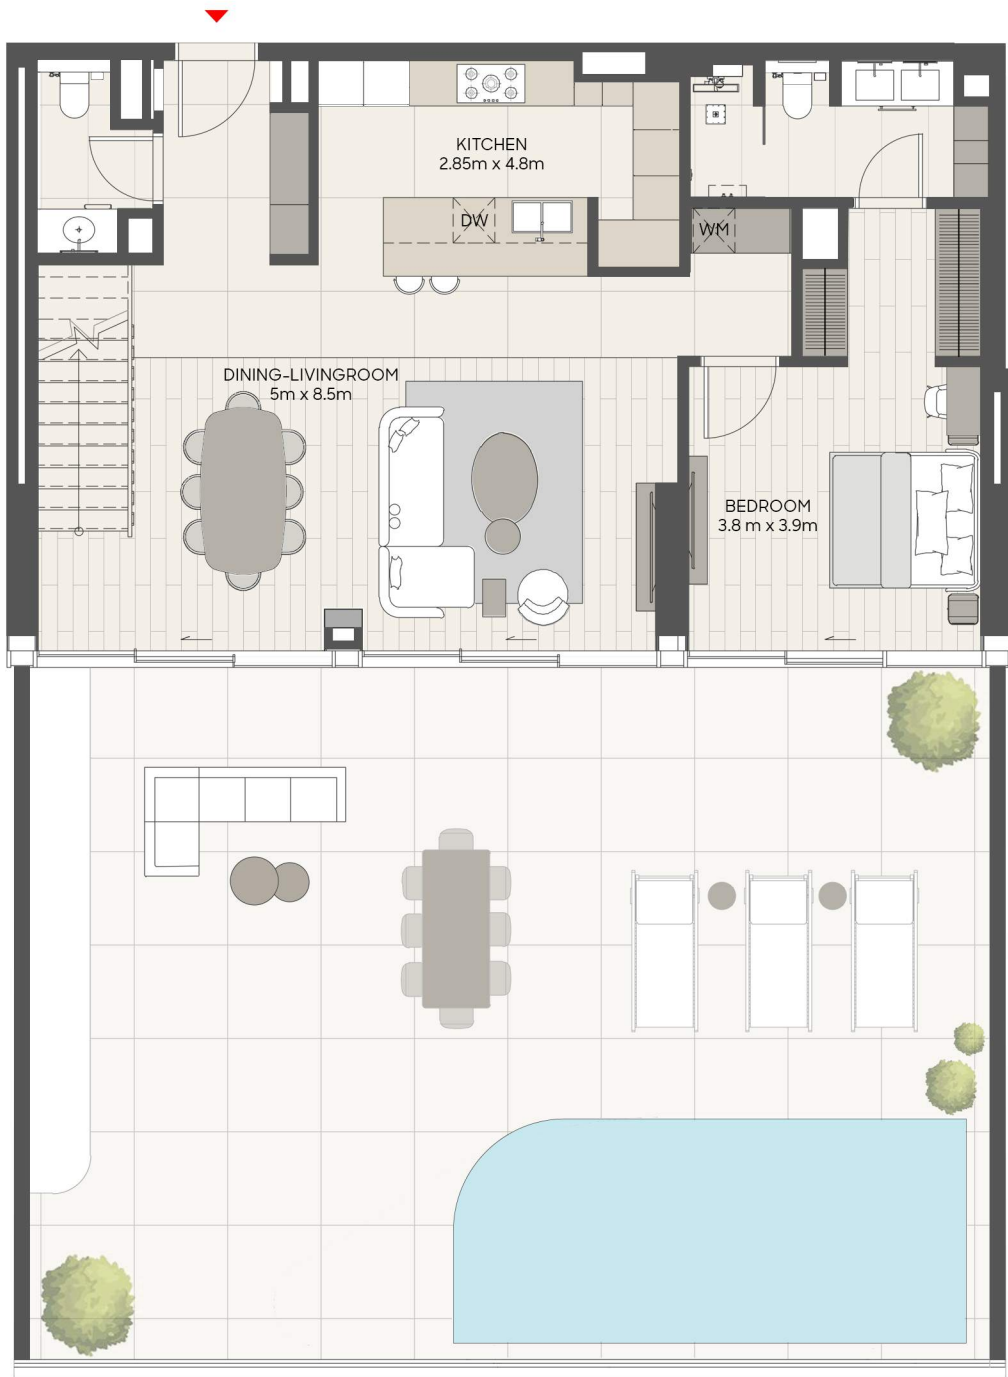 KITCHEN
2.85m x 4.8m
DW
WM
DINING-LIVINGROOM
5m x 8.5m
BEDROOM
3.8 m x 3.9m